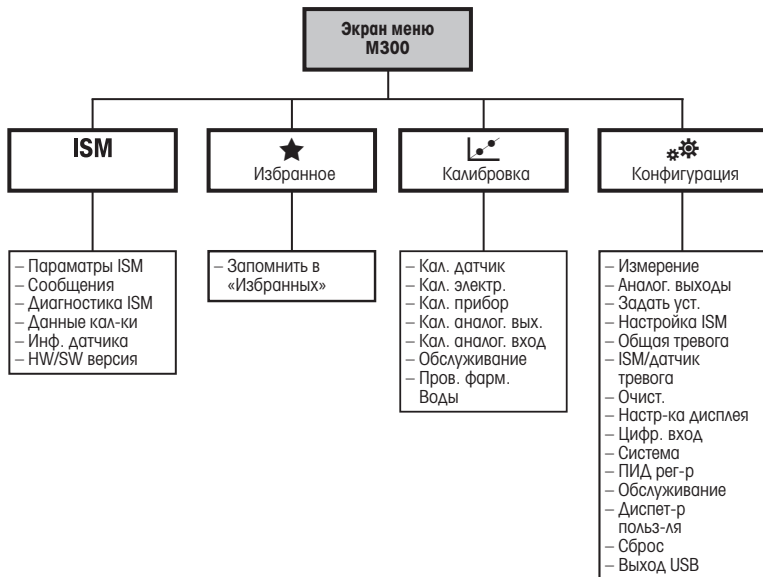 Экран меню
M300
ISM
Избранное
Калибровка
Конфигурация
– Параматры ISM
– Сообщения
– Диагностика ISM
– Данные кал-ки
– Инф. датчика
– HW/SW версия
– Запомнить в
«Избранных»
– Кал. датчик
– Кал. электр.
– Кал. прибор
– Кал. аналог. вых.
– Кал. аналог. вход
– Обслуживание
– Пров. фарм.
Воды
– Измерение
– Аналог. выходы
– Задать уст.
– Настройка ISM
– Общая тревога
– ISM/датчик
тревога
– Очист.
– Настр-ка дисплея
– Цифр. вход
– Система
– ПИД рег-р
– Обслуживание
– Диспет-р
польз-ля
– Сброс
– Выход USB